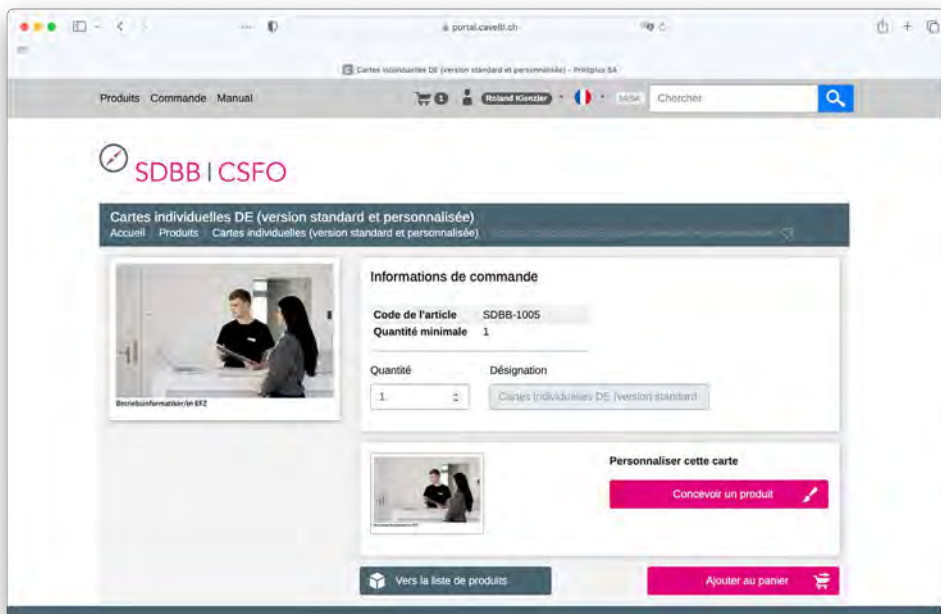 portal.cavelti.ch
Cartes individuelles DE (version standard et personnalisée) – Printplus SA
Produits Commande Manual
1
Roland Kienzler
Chercher
SDBB | CSFO
Cartes individuelles DE (version standard et personnalisée)
Accueil Produits Cartes individuelles (version standard et personnalisée)
Informations de commande
Code de l'article SDBB-1005
Quantité minimale 1
Quantité Désignation
1 Cartes individuelles DE (version standard
Betriebsinformatiker/in EFZ
Personnaliser cette carte
Concevoir un produit
Vers la liste de produits
Ajouter au panier